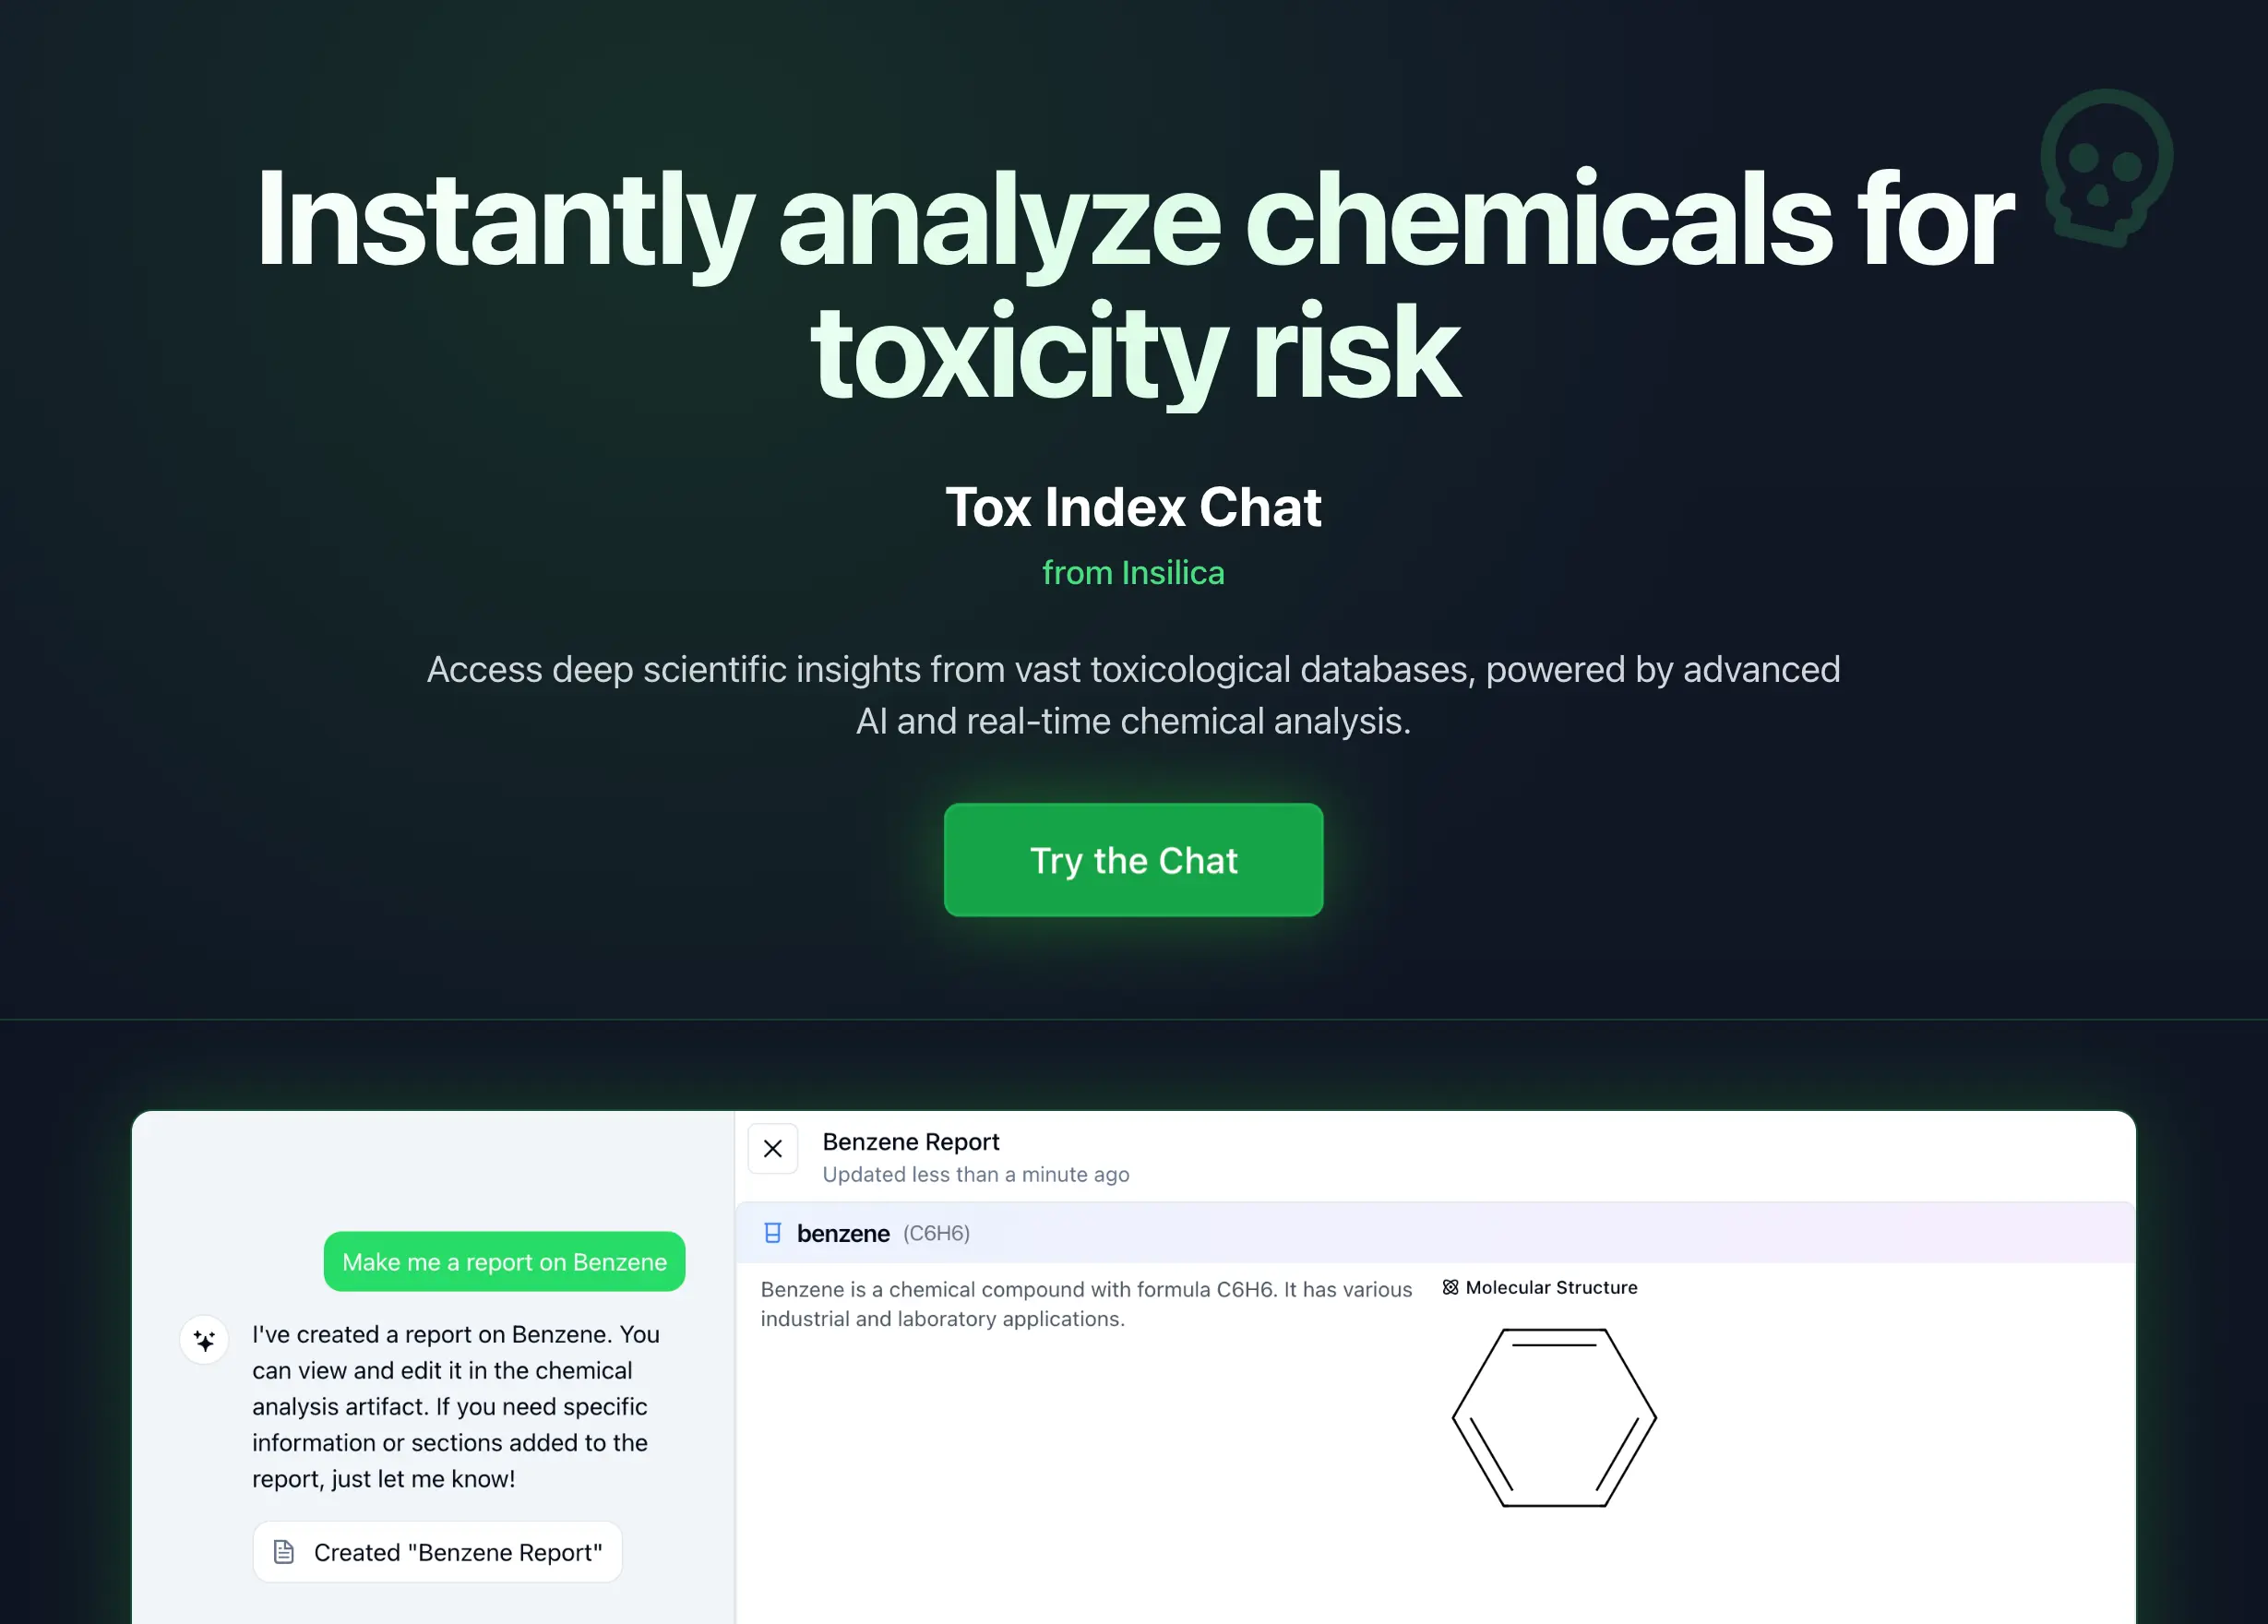 Instantly analyze chemicals for
toxicity risk
Tox Index Chat
from Insilica
Access deep scientific insights from vast toxicological databases, powered by advanced
AI and real-time chemical analysis.
Try the Chat
Make me a report on Benzene
I've created a report on Benzene. You
can view and edit it in the chemical
analysis artifact. If you need specific
information or sections added to the
report, just let me know!
Created "Benzene Report"
Benzene Report
Updated less than a minute ago
benzene (C6H6)
Benzene is a chemical compound with formula C6H6. It has various
industrial and laboratory applications.
Molecular Structure